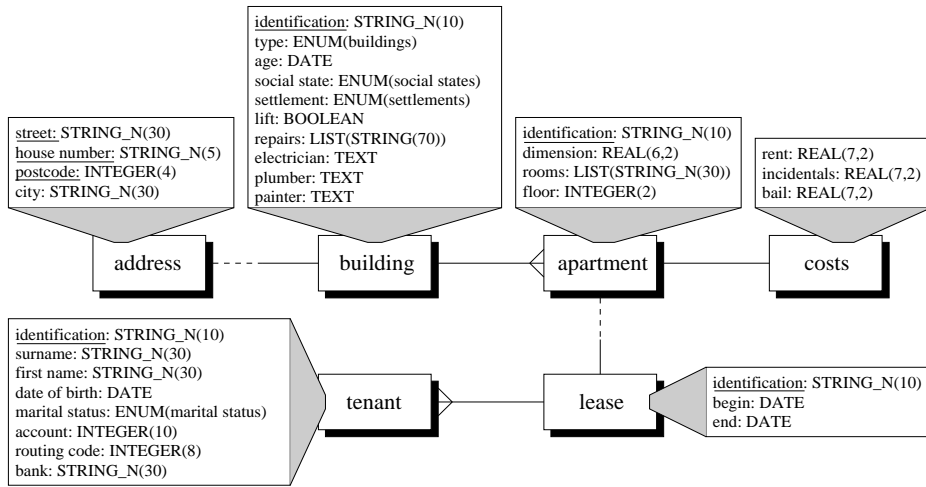 identification: STRING_N(10)
type: ENUM(buildings)
age: DATE
social state: ENUM(social states)
settlement: ENUM(settlements)
lift: BOOLEAN
repairs: LIST(STRING(70))
electrician: TEXT
plumber: TEXT
painter: TEXT
street: STRING_N(30)
house number: STRING_N(5)
postcode: INTEGER(4)
city: STRING_N(30)
identification: STRING_N(10)
dimension: REAL(6,2)
rooms: LIST(STRING_N(30))
floor: INTEGER(2)
rent: REAL(7,2)
incidentals: REAL(7,2)
bail: REAL(7,2)
address
building
apartment
costs
identification: STRING_N(10)
surname: STRING_N(30)
first name: STRING_N(30)
date of birth: DATE
marital status: ENUM(marital status)
account: INTEGER(10)
routing code: INTEGER(8)
bank: STRING_N(30)
tenant
lease
identification: STRING_N(10)
begin: DATE
end: DATE